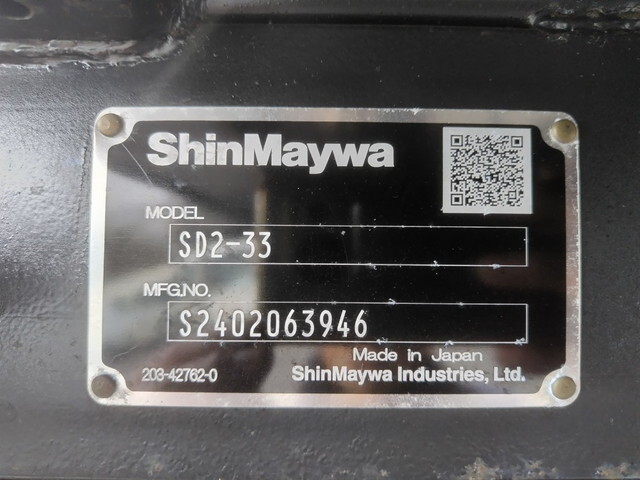 ShinMaywa
MODEL
SD2-33
MFG.NO.
S2402063946
Made in Japan
203-42762-0 ShinMaywa Industries, Ltd.